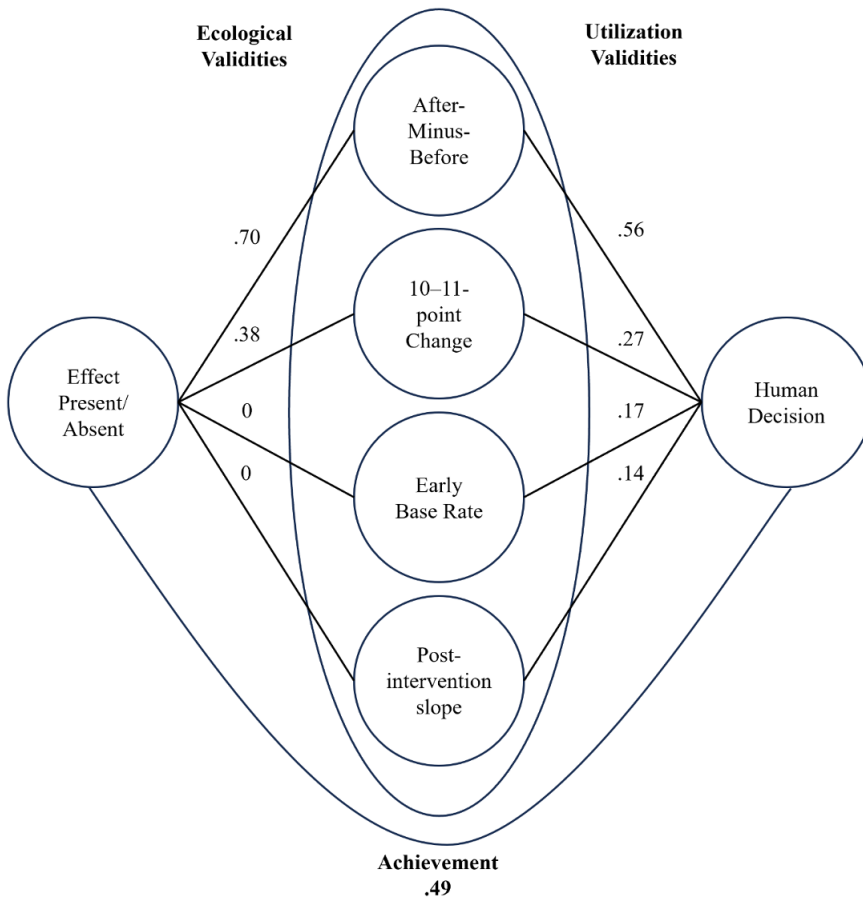 Ecological
Validities
Utilization
Validities
After-
Minus-
Before
.70
.56
10–11-
point
Change
.38
.27
Effect
Present/
Absent
0
.17
Human
Decision
0
.14
Early
Base Rate
Post-
intervention
slope
Achievement
.49